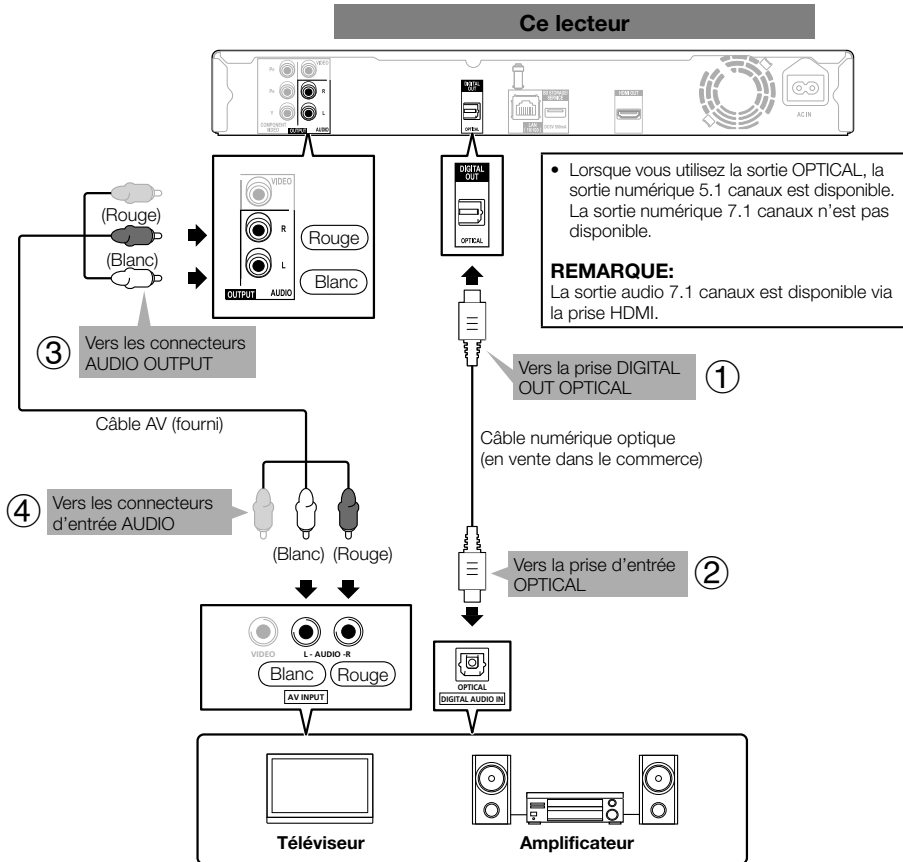 Ce lecteur
PB
PR
Y
VIDEO
R
L
COMPONENT
VIDEO
OUTPUT
AUDIO
DIGITAL
OUT
OPTICAL
LAN
HDMI OUT
AC IN
(Rouge)
(Blanc)
VIDEO
R
L
OUTPUT
AUDIO
Rouge
Blanc
DIGITAL
OUT
OPTICAL
• Lorsque vous utilisez la sortie OPTICAL, la
sortie numérique 5.1 canaux est disponible.
La sortie numérique 7.1 canaux n’est pas
disponible.
REMARQUE:
La sortie audio 7.1 canaux est disponible via
la prise HDMI.
③
Vers les connecteurs
AUDIO OUTPUT
Vers la prise DIGITAL
OUT OPTICAL
①
Câble AV (fourni)
Câble numérique optique
(en vente dans le commerce)
④
Vers les connecteurs
d’entrée AUDIO
(Blanc)
(Rouge)
Vers la prise d’entrée
OPTICAL
②
VIDEO
L - AUDIO -R
Blanc
Rouge
AV INPUT
OPTICAL
DIGITAL AUDIO IN
Téléviseur
Amplificateur